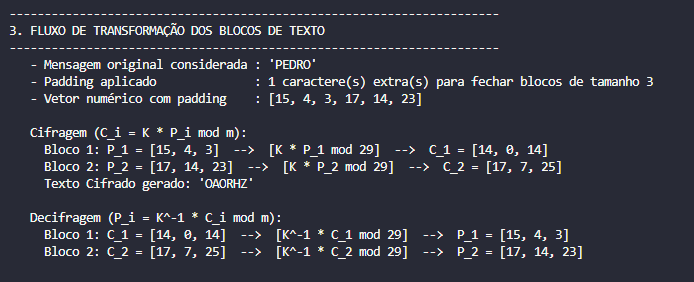 ---------------------------------------------------------------------------
3. FLUXO DE TRANSFORMAÇÃO DOS BLOCOS DE TEXTO
---------------------------------------------------------------------------
- Mensagem original considerada : 'PEDRO'
- Padding aplicado : 1 caractere(s) extra(s) para fechar blocos de tamanho 3
- Vetor numérico com padding : [15, 4, 3, 17, 14, 23]
Cifragem (C_i = K * P_i mod m):
Bloco 1: P_1 = [15, 4, 3] --> [K * P_1 mod 29] --> C_1 = [14, 0, 14]
Bloco 2: P_2 = [17, 14, 23] --> [K * P_2 mod 29] --> C_2 = [17, 7, 25]
Texto Cifrado gerado: 'OAORHZ'
Decifragem (P_i = K^-1 * C_i mod m):
Bloco 1: C_1 = [14, 0, 14] --> [K^-1 * C_1 mod 29] --> P_1 = [15, 4, 3]
Bloco 2: C_2 = [17, 7, 25] --> [K^-1 * C_2 mod 29] --> P_2 = [17, 14, 23]